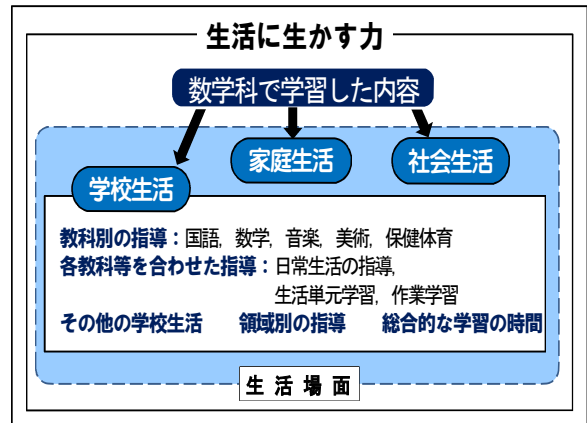 生活に生かす力
数学科で学習した内容
学校生活
家庭生活
社会生活
教科別の指導：国語，数学，音楽，美術，保健体育
各教科等を合わせた指導：日常生活の指導，
生活単元学習，作業学習
その他の学校生活　領域別の指導　総合的な学習の時間
生活場面